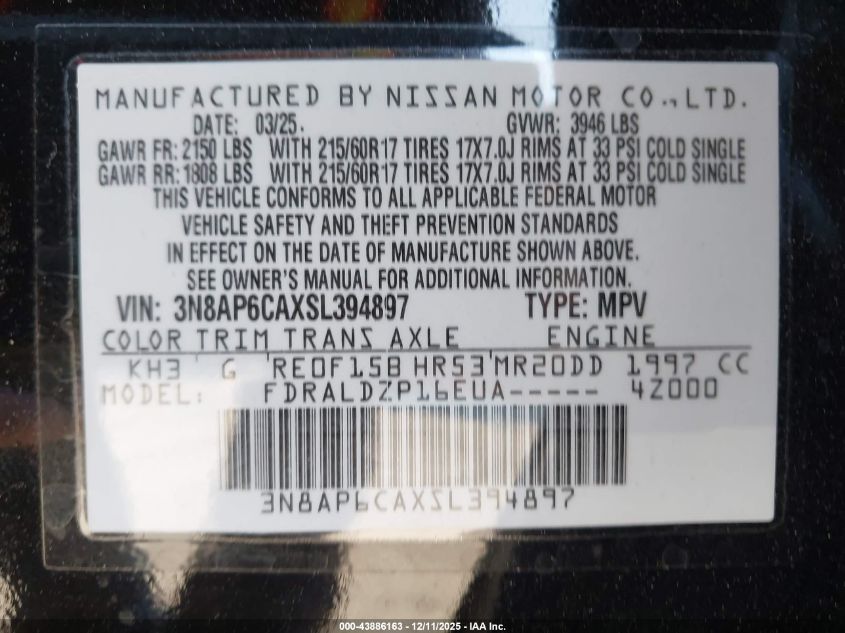 MANUFACTURED BY NISSAN MOTOR CO., LTD.
DATE: 03/25. GVWR: 3946 LBS
GAWR FR: 2150 LBS WITH 215/60R17 TIRES 17X7.0J RIMS AT 33 PSI COLD SINGLE
GAWR RR: 1808 LBS WITH 215/60R17 TIRES 17X7.0J RIMS AT 33 PSI COLD SINGLE
THIS VEHICLE CONFORMS TO ALL APPLICABLE FEDERAL MOTOR
VEHICLE SAFETY AND THEFT PREVENTION STANDARDS
IN EFFECT ON THE DATE OF MANUFACTURE SHOWN ABOVE.
SEE OWNER'S MANUAL FOR ADDITIONAL INFORMATION.
VIN: 3N8AP6CAXSL394897 TYPE: MPV
COLOR TRIM TRANS AXLE ENGINE
KH3 ' G 'RE0F15B HR53'MR20DD 1997 CC
MODEL: FDRALDZP16EUA----- 4Z000
3N8AP6CAXSL394897
000-43886163 - 12/11/2025 - IAA Inc.